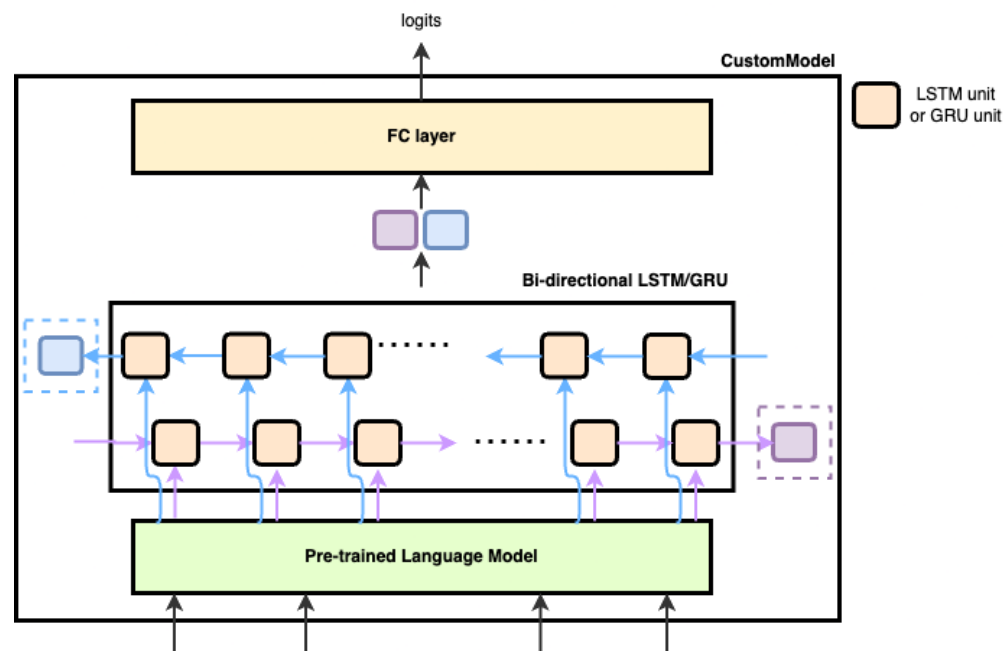 logits
CustomModel
LSTM unit
or GRU unit
FC layer
Bi-directional LSTM/GRU
Pre-trained Language Model